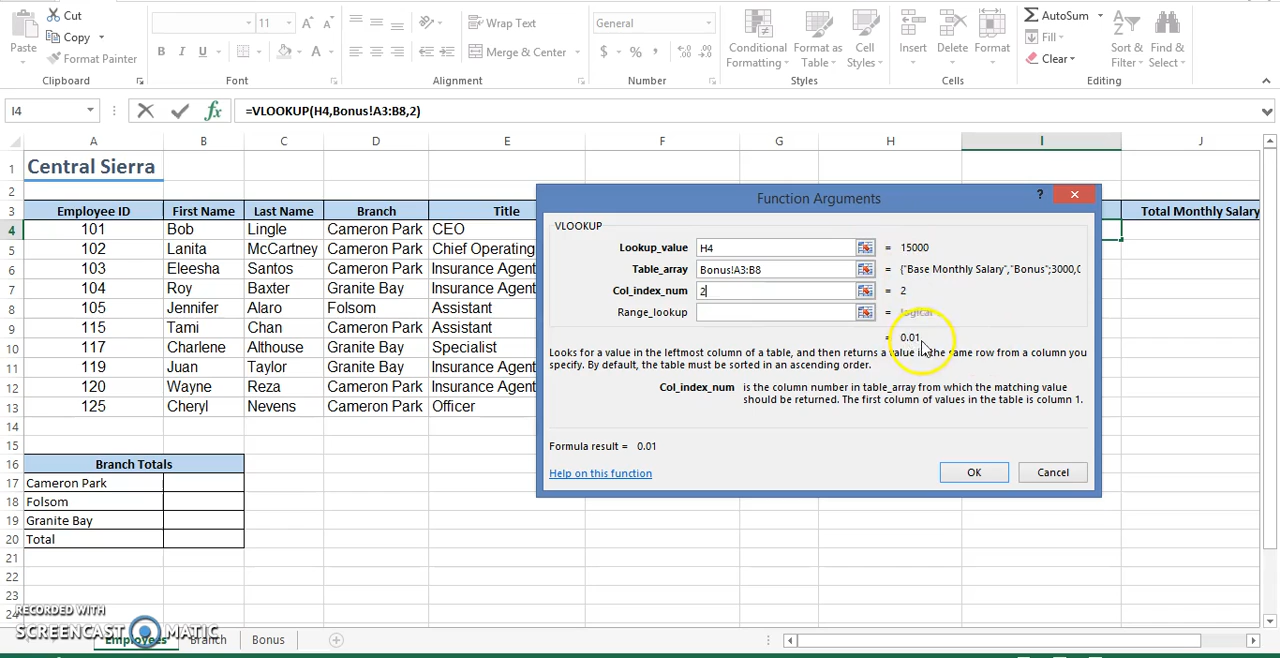 Cut
Copy
Format Painter
Paste
Clipboard
11
A A
B I U
A
Font
Wrap Text
Merge & Center
Alignment
General
$ % ,
Number
Conditional Formatting
Format as Table
Cell Styles
Styles
Insert
Delete
Format
Cells
AutoSum
Fill
Clear
Sort & Filter
Find & Select
Editing
I4
fx
=VLOOKUP(H4,Bonus!A3:B8,2)
A B C D E F G H I J
1 Central Sierra
2
3 Employee ID First Name Last Name Branch Title Total Monthly Salary
4 101 Bob Lingle Cameron Park CEO
5 102 Lanita McCartney Cameron Park Chief Operating
6 103 Eleesha Santos Cameron Park Insurance Agent
7 104 Roy Baxter Granite Bay Insurance Agent
8 105 Jennifer Alaro Folsom Assistant
9 115 Tami Chan Cameron Park Assistant
10 117 Charlene Althouse Granite Bay Specialist
11 119 Juan Taylor Granite Bay Insurance Agent
12 120 Wayne Reza Cameron Park Insurance Agent
13 125 Cheryl Nevens Cameron Park Officer
14
15
16 Branch Totals
17 Cameron Park
18 Folsom
19 Granite Bay
20 Total
21
22
23
24
Function Arguments
?
VLOOKUP
Lookup_value H4 = 15000
Table_array Bonus!A3:B8 = {"Base Monthly Salary","Bonus";3000,0
Col_index_num 2 = 2
Range_lookup = logical
= 0.01
Looks for a value in the leftmost column of a table, and then returns a value in the same row from a column you
specify. By default, the table must be sorted in an ascending order.
Col_index_num is the column number in table_array from which the matching value
should be returned. The first column of values in the table is column 1.
Formula result = 0.01
Help on this function
OK
Cancel
RECORDED WITH
SCREENCAST MATIC
Employees Branch Bonus